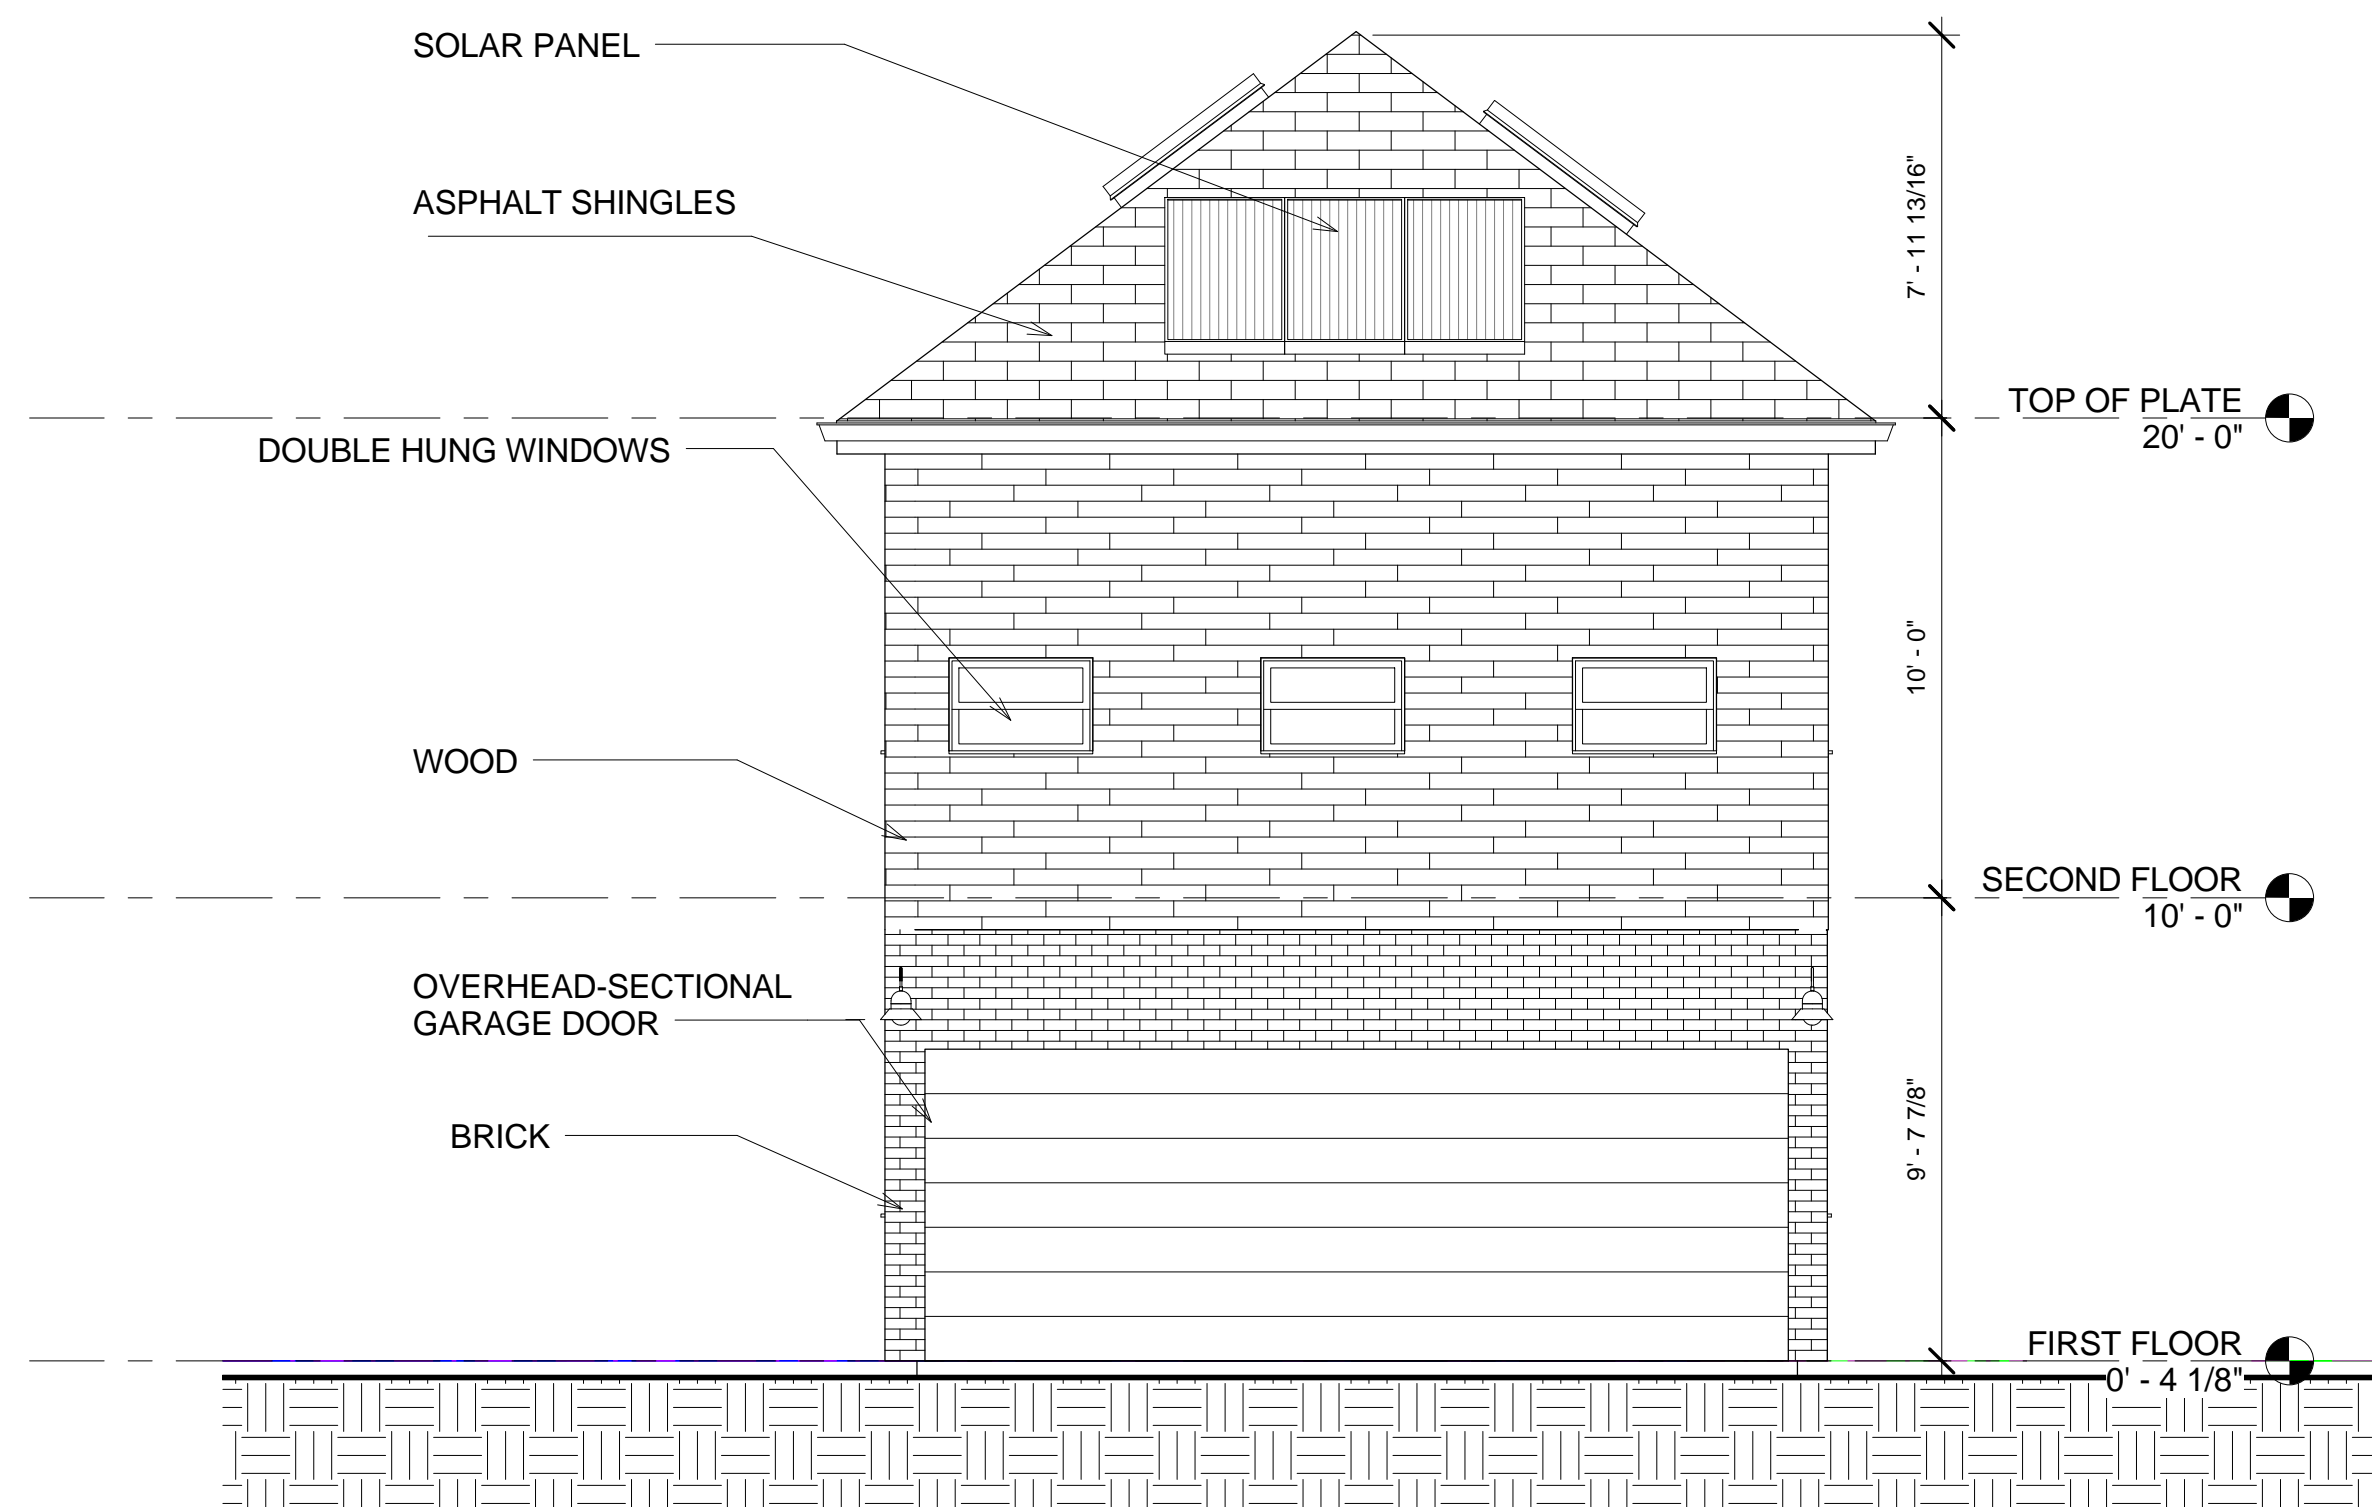 SOLAR PANEL
ASPHALT SHINGLES
7' - 11 13/16"
TOP OF PLATE
20' - 0"
DOUBLE HUNG WINDOWS
10' - 0"
WOOD
SECOND FLOOR
10' - 0"
OVERHEAD-SECTIONAL
GARAGE DOOR
9' - 7 7/8"
BRICK
FIRST FLOOR
0' - 4 1/8"